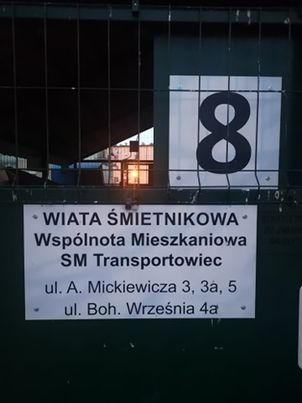 8
WIATA ŚMIETNIKOWA
Wspólnota Mieszkaniowa
SM Transportowiec
ul. A. Mickiewicza 3, 3a, 5
ul. Boh. Września 4a